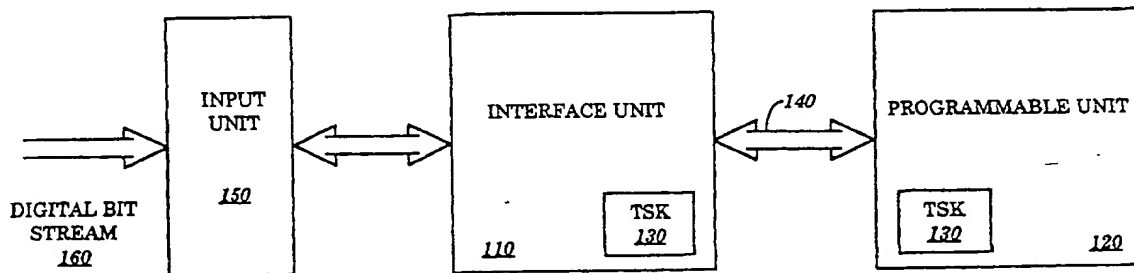 INPUT
UNIT
150
DIGITAL BIT
STREAM
160
INTERFACE UNIT
TSK
130
110
140
PROGRAMMABLE UNIT
TSK
130
120